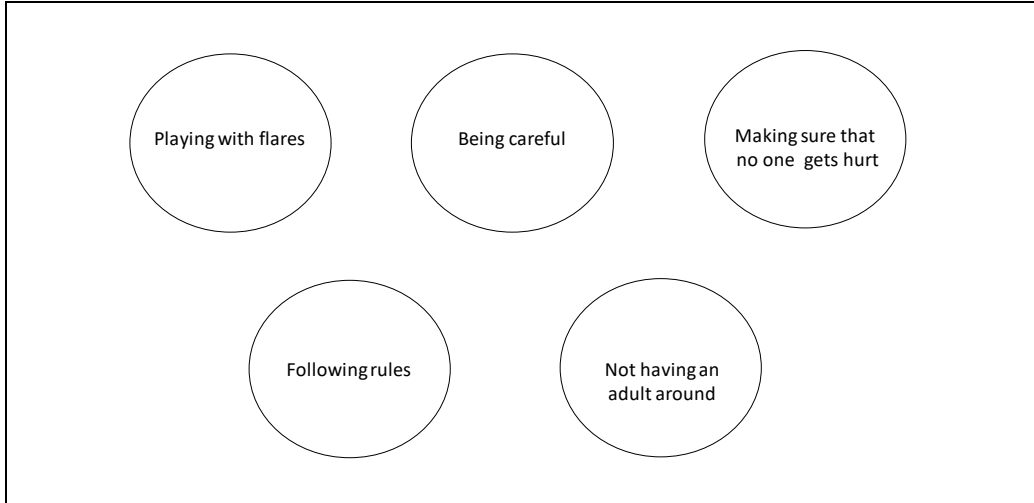 Playing with flares
Being careful
Making sure that
no one gets hurt
Following rules
Not having an
adult around